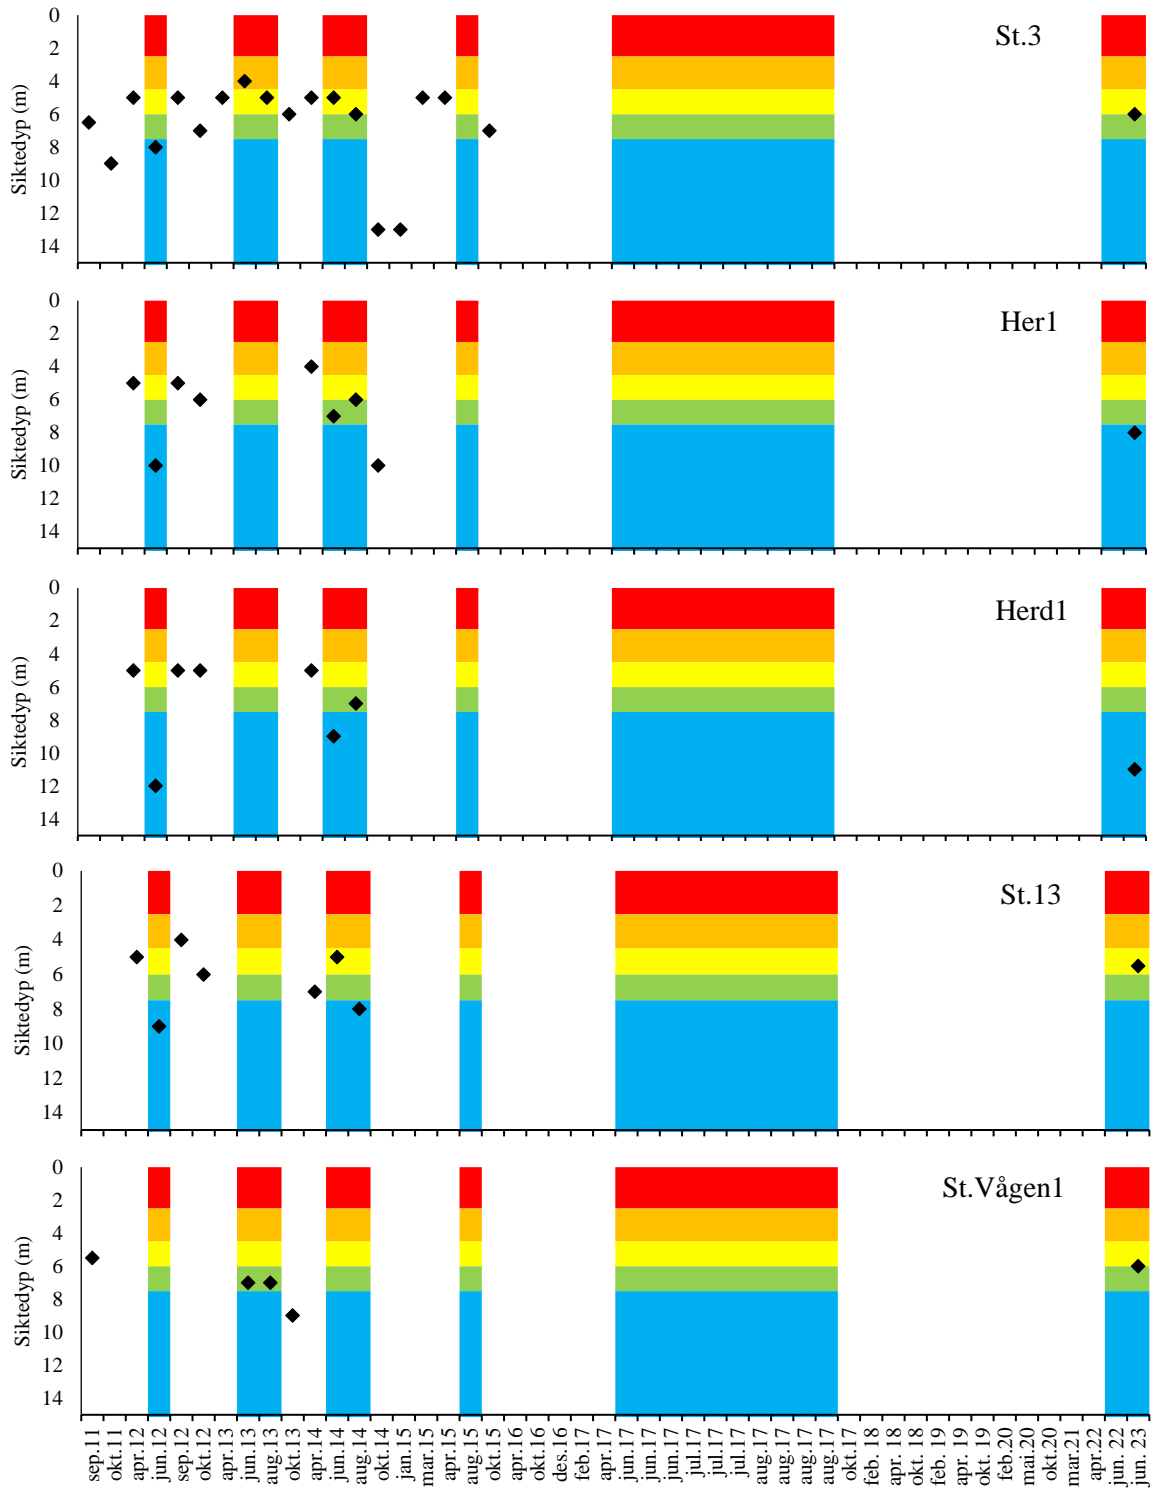 St.3
Siktedyp (m)
0
2
4
6
8
10
12
14
Her1
Siktedyp (m)
0
2
4
6
8
10
12
14
Herd1
Siktedyp (m)
0
2
4
6
8
10
12
14
St.13
Siktedyp (m)
0
2
4
6
8
10
12
14
St.Vågen1
Siktedyp (m)
0
2
4
6
8
10
12
14
sep.11
okt.11
apr.12
jun.12
sep.12
okt.12
apr.13
jun.13
aug.13
okt.13
apr.14
jun.14
aug.14
okt.14
jan.15
mar.15
apr.15
aug.15
okt.15
apr.16
okt.16
des.16
feb.17
apr.17
jun.17
jun.17
jun.17
jul.17
jul.17
jul.17
aug.17
aug.17
aug.17
aug.17
okt.17
feb. 18
apr. 18
okt. 18
feb. 19
apr. 19
okt. 19
feb.20
mai.20
okt.20
mar.21
apr.22
jun. 22
jun. 23